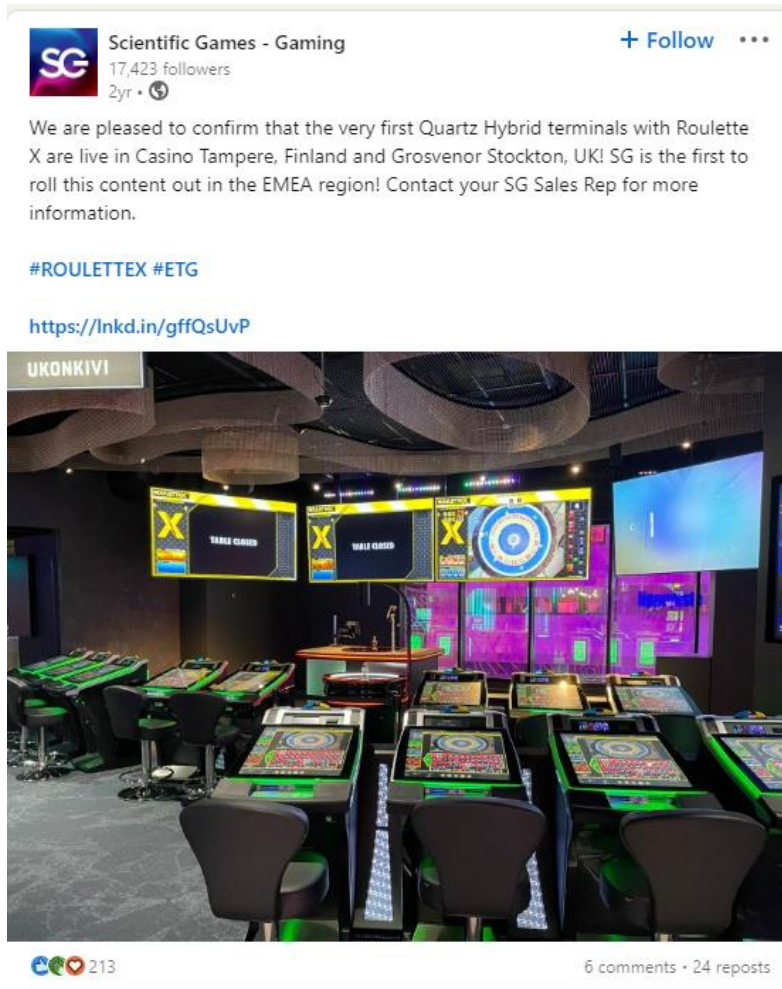 SG
Scientific Games - Gaming
+ Follow
17,423 followers
2yr •
We are pleased to confirm that the very first Quartz Hybrid terminals with Roulette
X are live in Casino Tampere, Finland and Grosvenor Stockton, UK! SG is the first to
roll this content out in the EMEA region! Contact your SG Sales Rep for more
information.
#ROULETTEX #ETG
https://lnkd.in/gffQsUvP
UKONKIVI
X
TABLE CLOSED
X
TABLE CLOSED
X
213
6 comments • 24 reposts